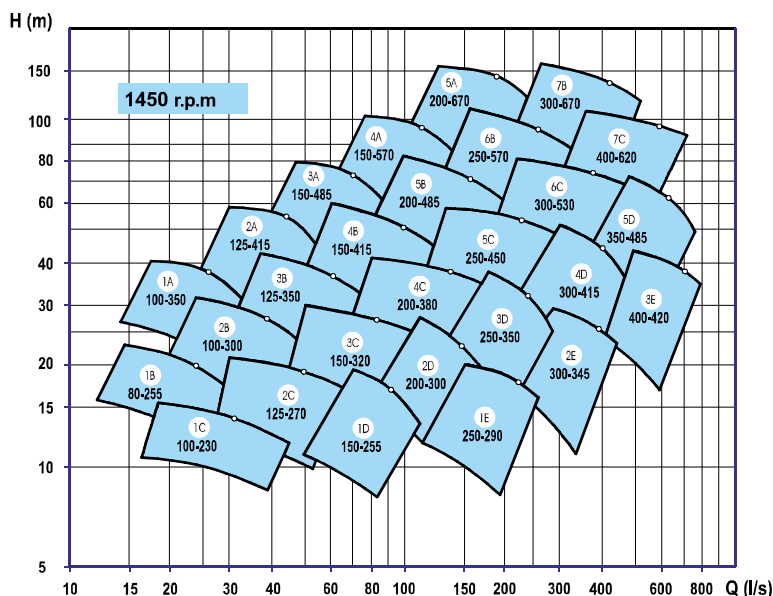 H (m)
1450 r.p.m
150
100
80
60
40
30
20
15
10
5
5A
200-670
7B
300-670
4A
150-570
6B
250-570
7C
400-620
3A
150-485
5B
200-485
6C
300-530
2A
125-415
4B
150-415
5C
250-450
5D
350-485
1A
100-350
3B
125-350
4C
200-380
4D
300-415
3E
400-420
2B
100-300
3C
150-320
3D
250-350
1B
80-255
2C
125-270
2D
200-300
2E
300-345
1C
100-230
1D
150-255
1E
250-290
10 15 20 30 40 60 80 100 150 200 300 400 600 800 Q (l/s)